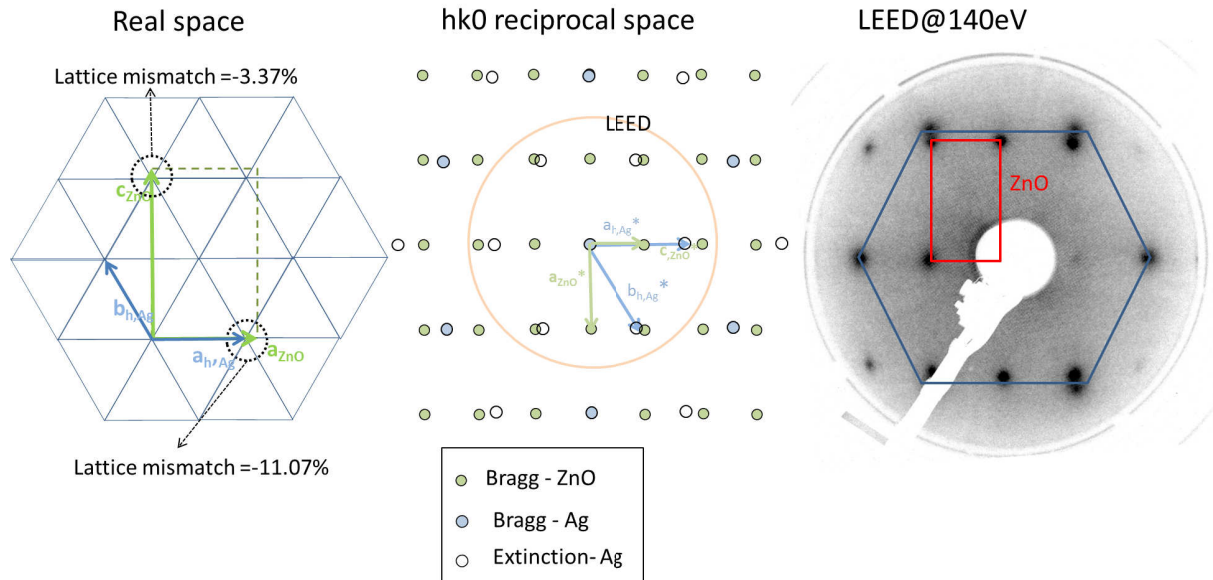 Real space
hk0 reciprocal space
LEED@140eV
Lattice mismatch =-3.37%
cZnO
bh,Ag
ah,Ag
aZnO
Lattice mismatch =-11.07%
LEED
ah,Ag*
c,ZnO
aZnO*
bh,Ag*
Bragg - ZnO
Bragg - Ag
Extinction- Ag
ZnO